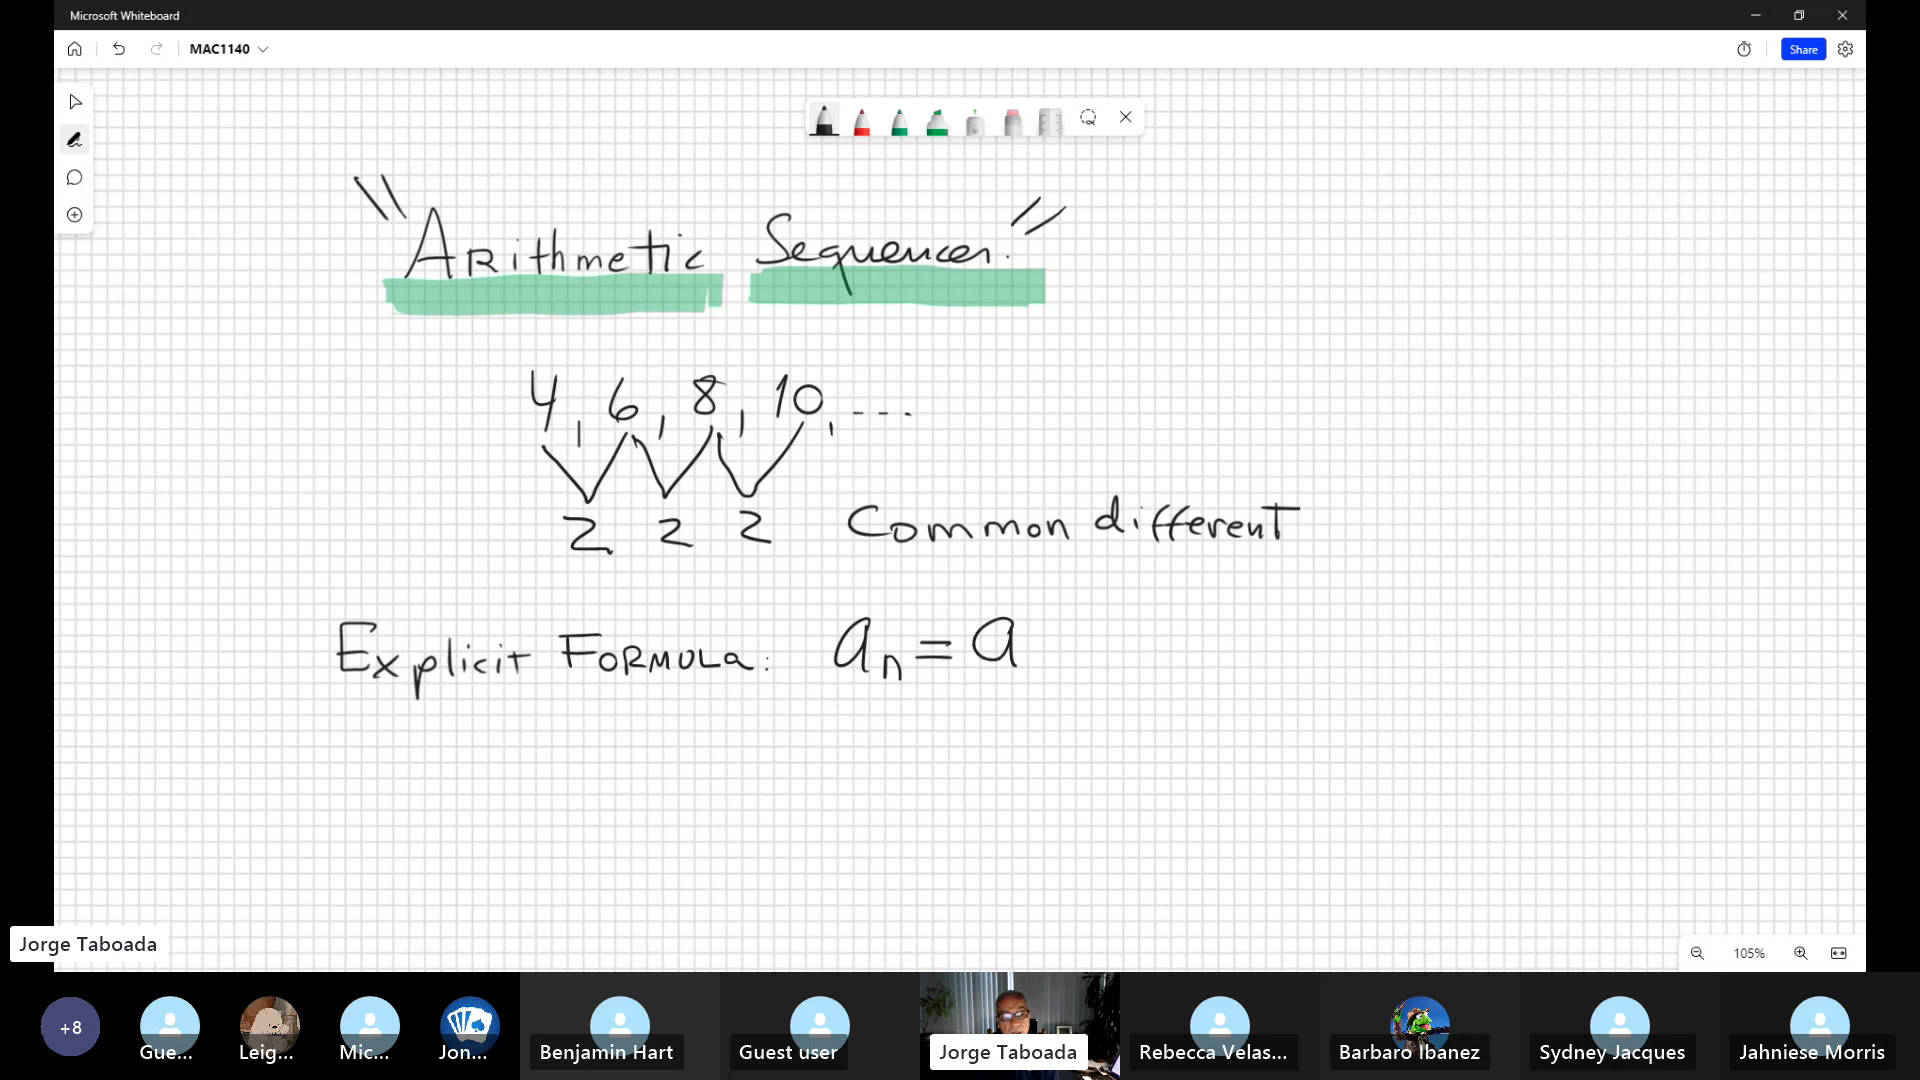 Microsoft Whiteboard
MAC1140
Share
"Arithmetic Sequences."
4, 6, 8, 10, ...
2 2 2 Common different
Explicit Formula: aₙ = a
105%
Jorge Taboada
+8
Gue...
Leig...
Mic...
Jon...
Benjamin Hart
Guest user
Jorge Taboada
Rebecca Velas...
Barbaro Ibanez
Sydney Jacques
Jahniese Morris